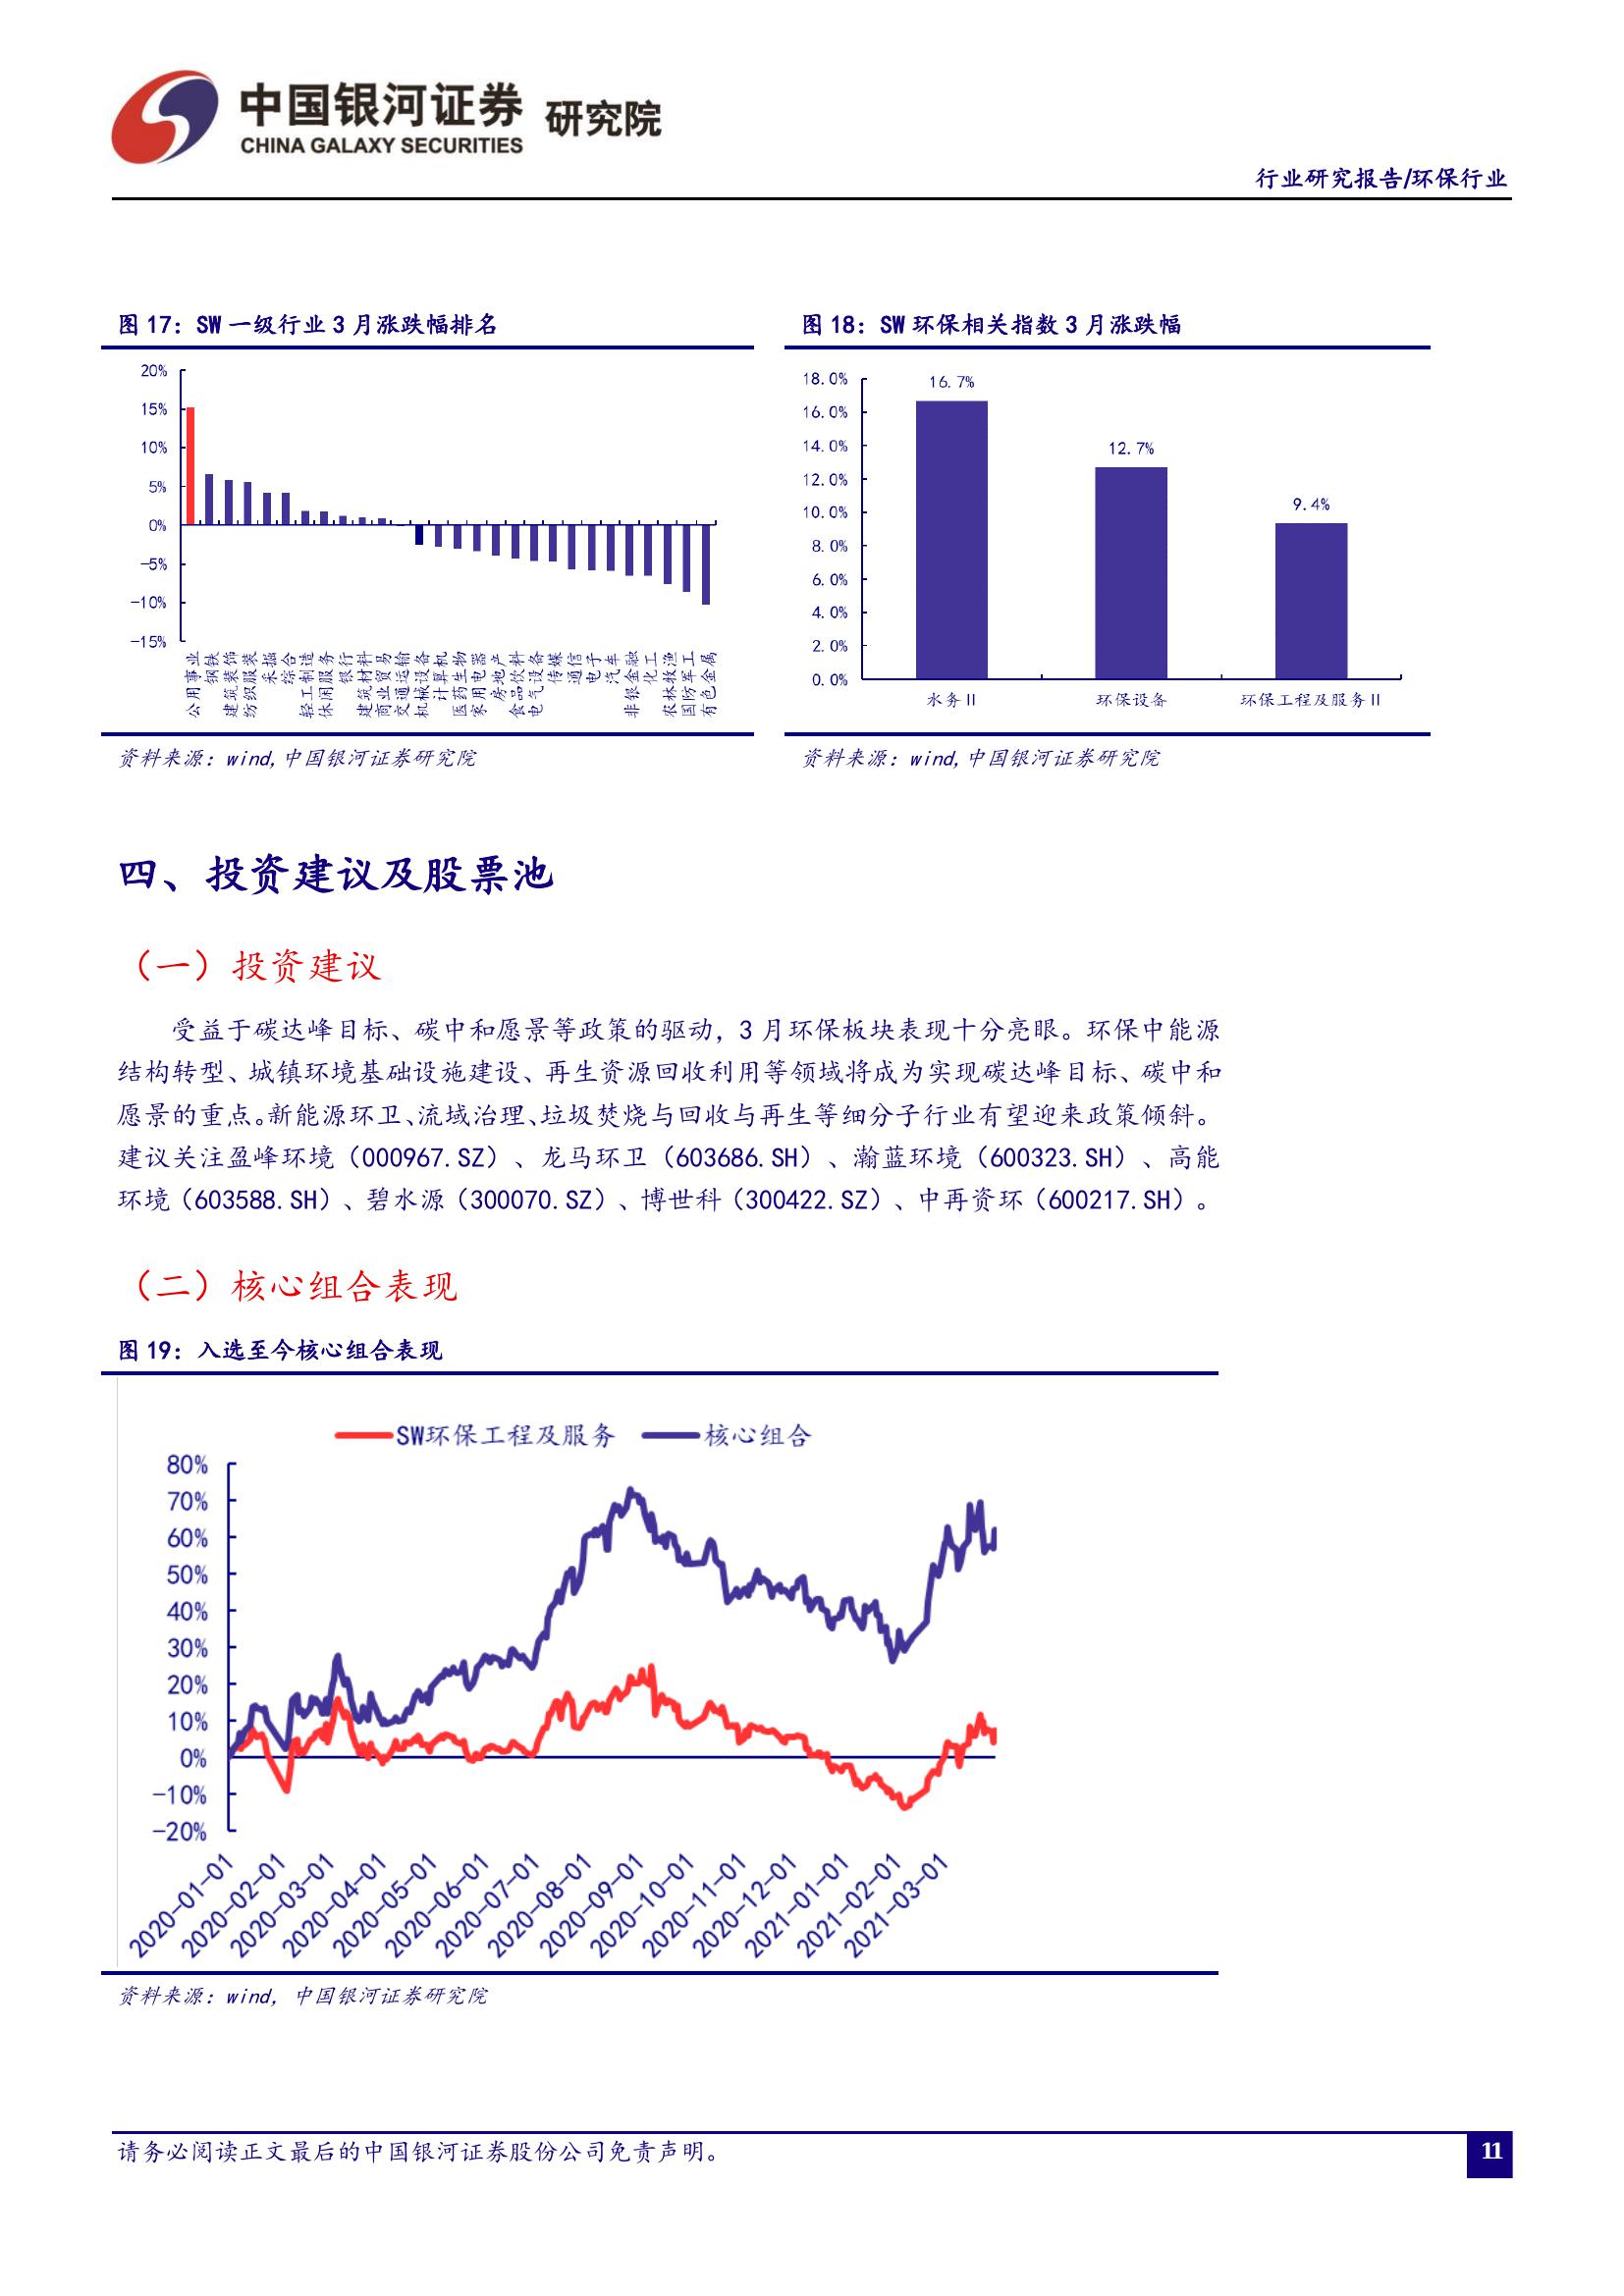 中国银河证券 研究院
CHINA GALAXY SECURITIES
行业研究报告/环保行业
图 17：SW 一级行业 3 月涨跌幅排名
20%
15%
10%
5%
0%
-5%
-10%
-15%
公用事业
钢铁
建筑装饰
纺织服装
采掘
综合
轻工制造
休闲服务
银行
建筑材料
商业贸易
交通运输
机械设备
计算机
医药生物
家用电器
房地产
食品饮料
电气设备
传媒
通信
电子
汽车
非银金融
化工
农林牧渔
国防军工
有色金属
资料来源：wind,中国银河证券研究院
图 18：SW 环保相关指数 3 月涨跌幅
18.0%
16.0%
14.0%
12.0%
10.0%
8.0%
6.0%
4.0%
2.0%
0.0%
16.7%
12.7%
9.4%
水务Ⅱ
环保设备
环保工程及服务Ⅱ
资料来源：wind,中国银河证券研究院
四、投资建议及股票池
（一）投资建议
受益于碳达峰目标、碳中和愿景等政策的驱动，3 月环保板块表现十分亮眼。环保中能源
结构转型、城镇环境基础设施建设、再生资源回收利用等领域将成为实现碳达峰目标、碳中和
愿景的重点。新能源环卫、流域治理、垃圾焚烧与回收与再生等细分子行业有望迎来政策倾斜。
建议关注盈峰环境（000967.SZ）、龙马环卫（603686.SH）、瀚蓝环境（600323.SH）、高能
环境（603588.SH）、碧水源（300070.SZ）、博世科（300422.SZ）、中再资环（600217.SH）。
（二）核心组合表现
图 19：入选至今核心组合表现
SW环保工程及服务
核心组合
80%
70%
60%
50%
40%
30%
20%
10%
0%
-10%
-20%
2020-01-01
2020-02-01
2020-03-01
2020-04-01
2020-05-01
2020-06-01
2020-07-01
2020-08-01
2020-09-01
2020-10-01
2020-11-01
2020-12-01
2021-01-01
2021-02-01
2021-03-01
资料来源：wind，中国银河证券研究院
请务必阅读正文最后的中国银河证券股份公司免责声明。
11